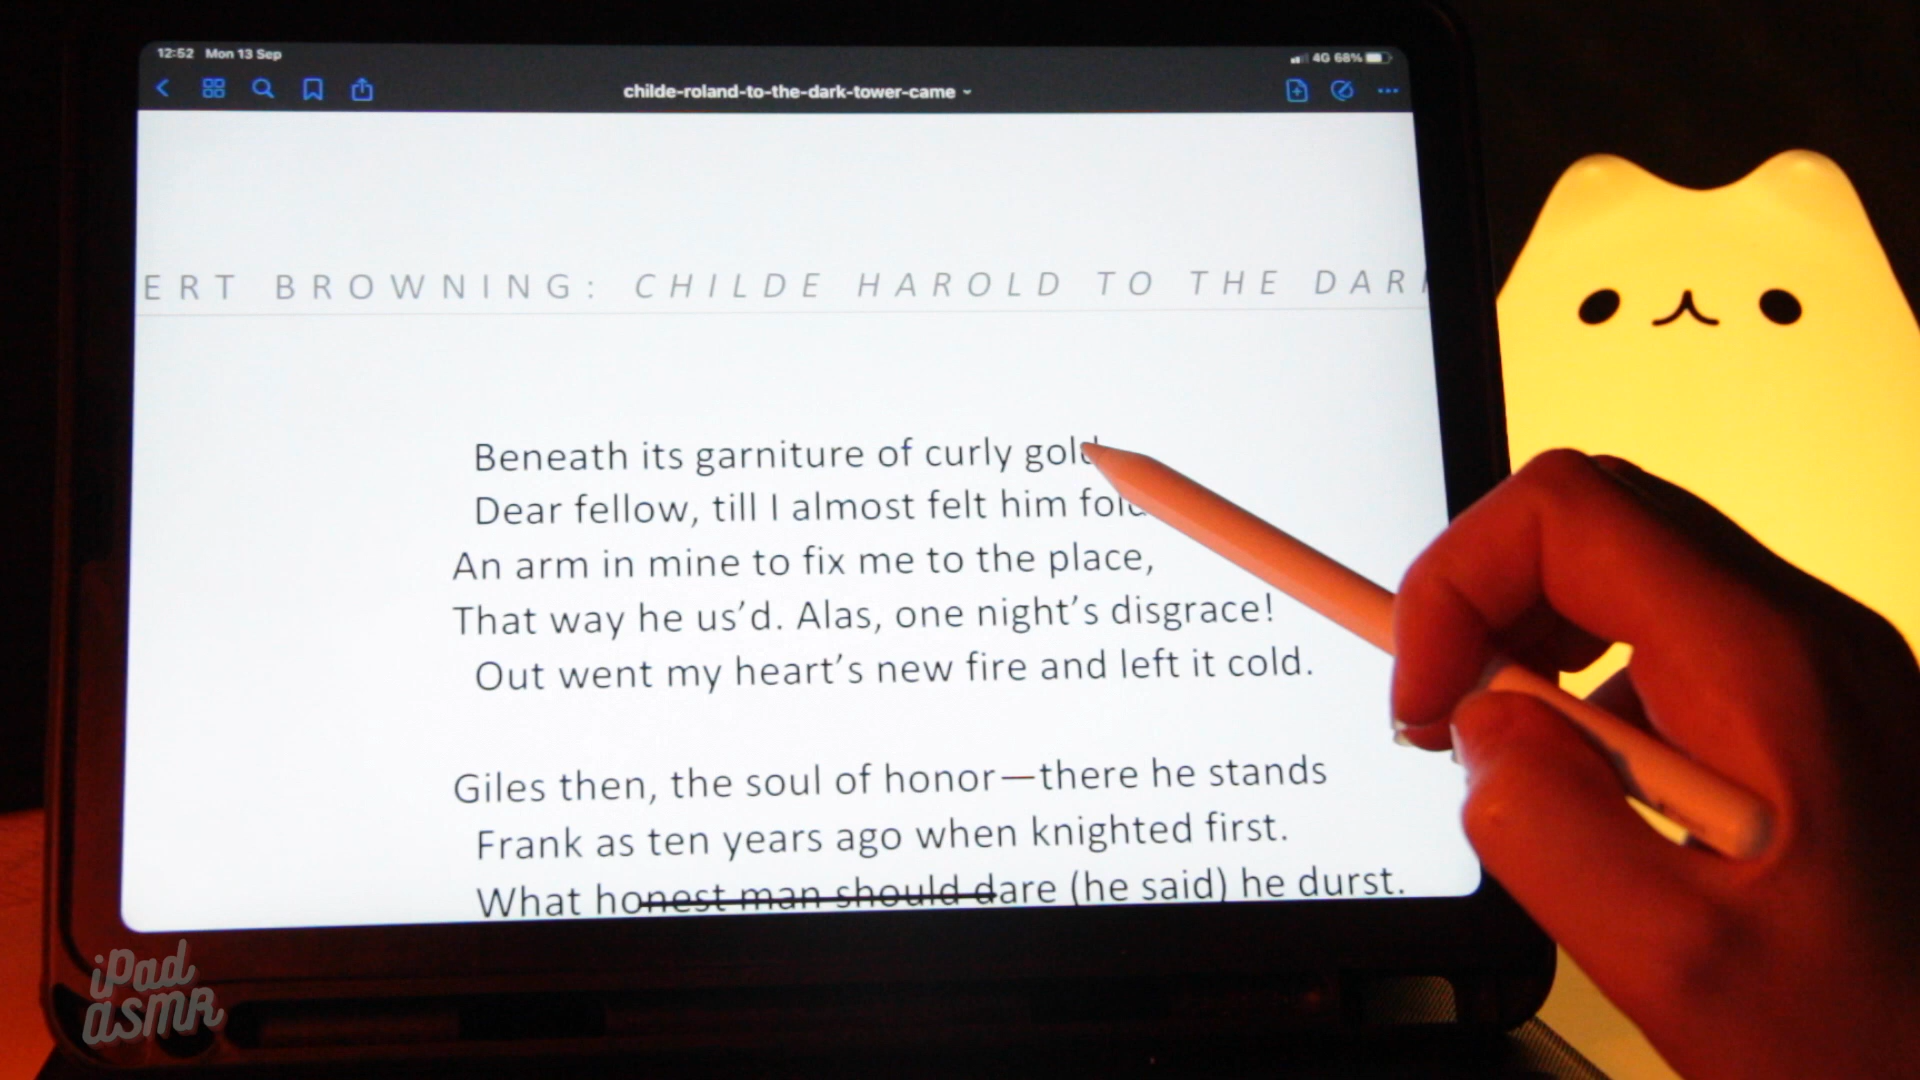 12:52 Mon 13 Sep
4G 68%
childe-roland-to-the-dark-tower-came
ERT BROWNING: CHILDE HAROLD TO THE DAR
Beneath its garniture of curly gold
Dear fellow, till I almost felt him fold
An arm in mine to fix me to the place,
That way he us’d. Alas, one night’s disgrace!
Out went my heart’s new fire and left it cold.
Giles then, the soul of honor—there he stands
Frank as ten years ago when knighted first.
What honest man should dare (he said) he durst.
iPad
asmr